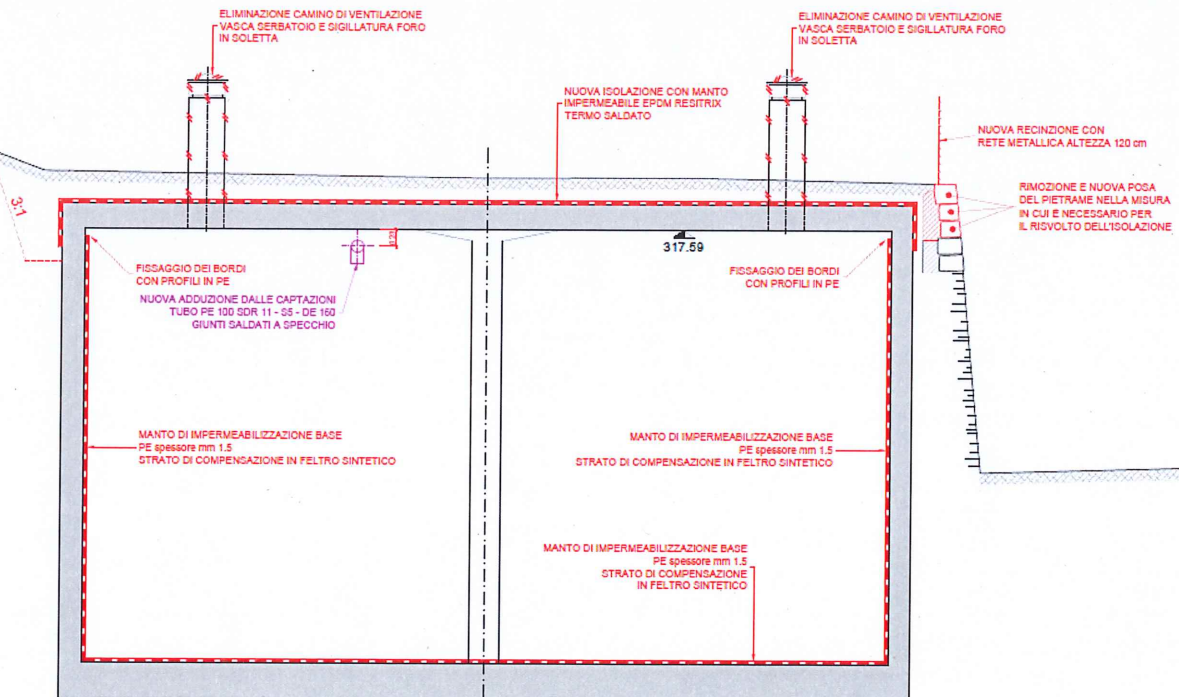 ELIMINAZIONE CAMINO DI VENTILAZIONE
VASCA SERBATOIO E SIGILLATURA FORO
IN SOLETTA
ELIMINAZIONE CAMINO DI VENTILAZIONE
VASCA SERBATOIO E SIGILLATURA FORO
IN SOLETTA
NUOVA ISOLAZIONE CON MANTO
IMPERMEABILE EPDM RESITRIX
TERMO SALDATO
NUOVA RECINZIONE CON
RETE METALLICA ALTEZZA 120 cm
RIMOZIONE E NUOVA POSA
DEL PIETRAME NELLA MISURA
IN CUI E NECESSARIO PER
IL RISVOLTO DELL'ISOLAZIONE
3:1
317.59
FISSAGGIO DEI BORDI
CON PROFILI IN PE
FISSAGGIO DEI BORDI
CON PROFILI IN PE
NUOVA ADDUZIONE DALLE CAPTAZIONI
TUBO PE 100 SDR 11 - S5 - DE 160
GIUNTI SALDATI A SPECCHIO
MANTO DI IMPERMEABILIZZAZIONE BASE
PE spessore mm 1.5
STRATO DI COMPENSAZIONE IN FELTRO SINTETICO
MANTO DI IMPERMEABILIZZAZIONE BASE
PE spessore mm 1.5
STRATO DI COMPENSAZIONE IN FELTRO SINTETICO
MANTO DI IMPERMEABILIZZAZIONE BASE
PE spessore mm 1.5
STRATO DI COMPENSAZIONE
IN FELTRO SINTETICO